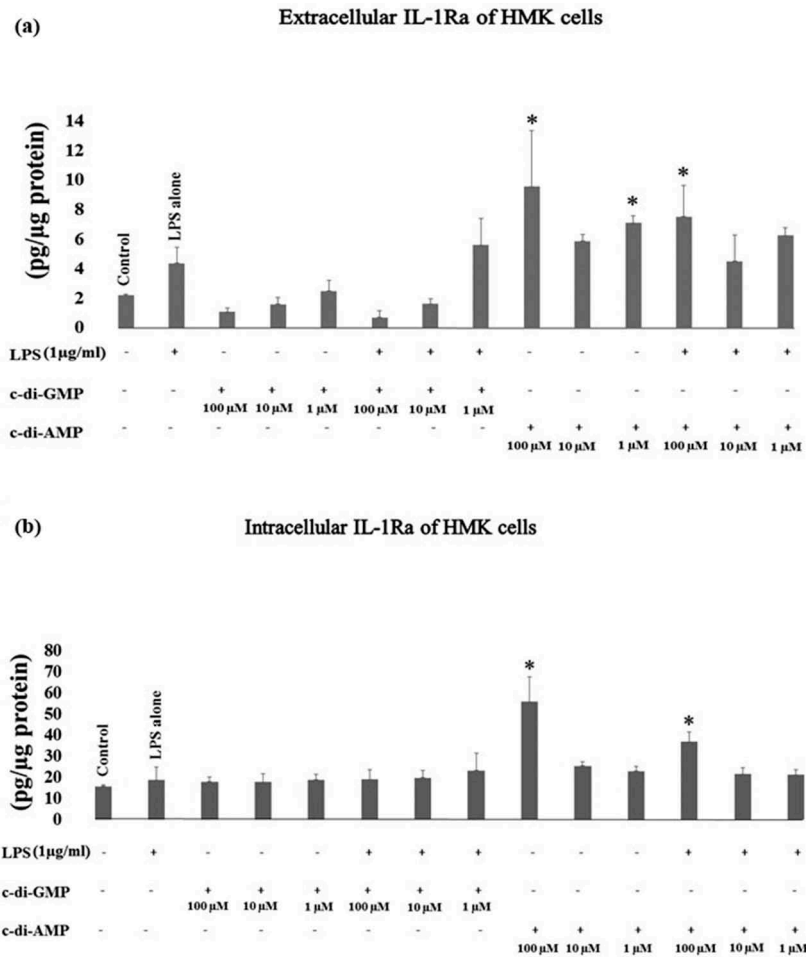 (a)
Extracellular IL-1Ra of HMK cells
(pg/µg protein)
14
12
10
8
6
4
2
0
Control
LPS alone
*
*
*
LPS (1µg/ml) - + - - - + + + - - - + + +
c-di-GMP - - + + + + + + - - - - - -
100 µM 10 µM 1 µM 100 µM 10 µM 1 µM
c-di-AMP - - - - - - - - + + + + + +
100 µM 10 µM 1 µM 100 µM 10 µM 1 µM
(b)
Intracellular IL-1Ra of HMK cells
(pg/µg protein)
80
70
60
50
40
30
20
10
0
Control
LPS alone
*
*
LPS (1µg/ml) - + - - - + + + - - - + + +
c-di-GMP - - + + + + + + - - - - - -
100 µM 10 µM 1 µM 100 µM 10 µM 1 µM
c-di-AMP - - - - - - - - + + + + + +
100 µM 10 µM 1 µM 100 µM 10 µM 1 µM